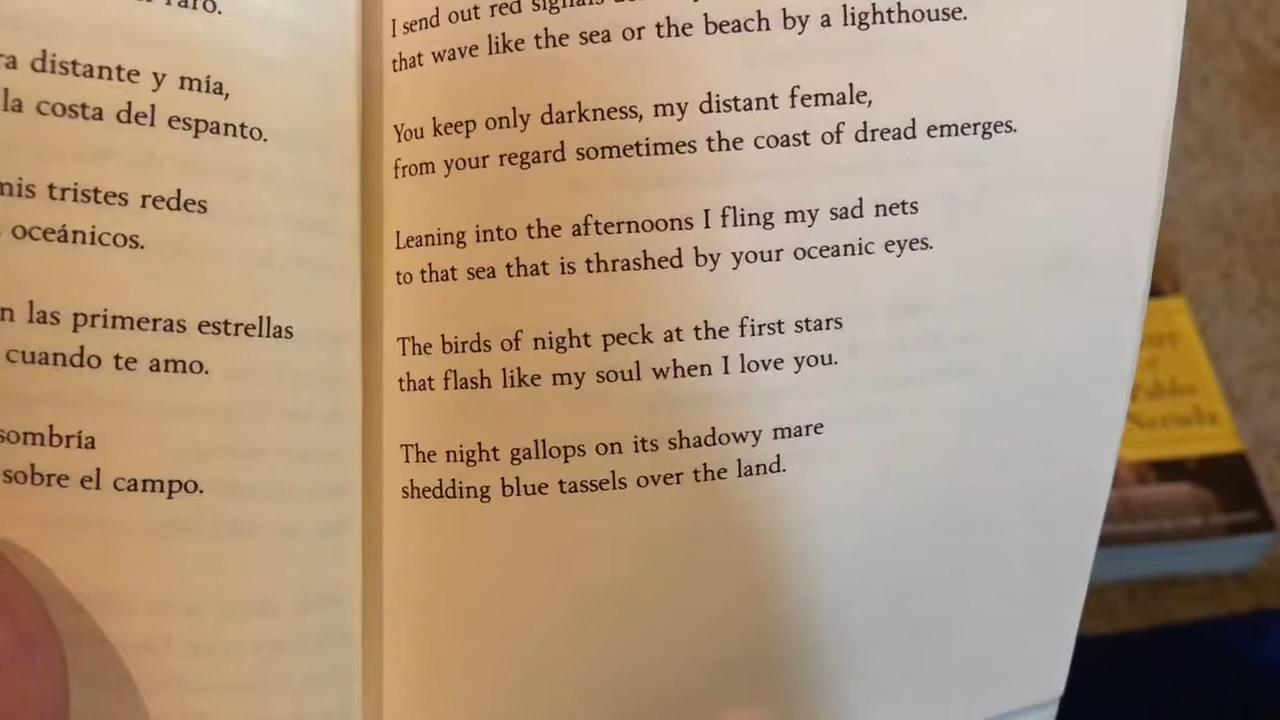 faro.
distante y mía,
la costa del espanto.
mis tristes redes
oceánicos.
las primeras estrellas
cuando te amo.
sombría
sobre el campo.
I send out red signals
that wave like the sea or the beach by a lighthouse.
You keep only darkness, my distant female,
from your regard sometimes the coast of dread emerges.
Leaning into the afternoons I fling my sad nets
to that sea that is thrashed by your oceanic eyes.
The birds of night peck at the first stars
that flash like my soul when I love you.
The night gallops on its shadowy mare
shedding blue tassels over the land.
Pablo
Neruda